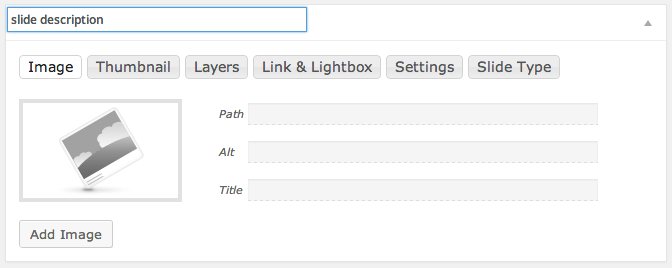 slide description
Image Thumbnail Layers Link & Lightbox Settings Slide Type
Path
Alt
Title
Add Image